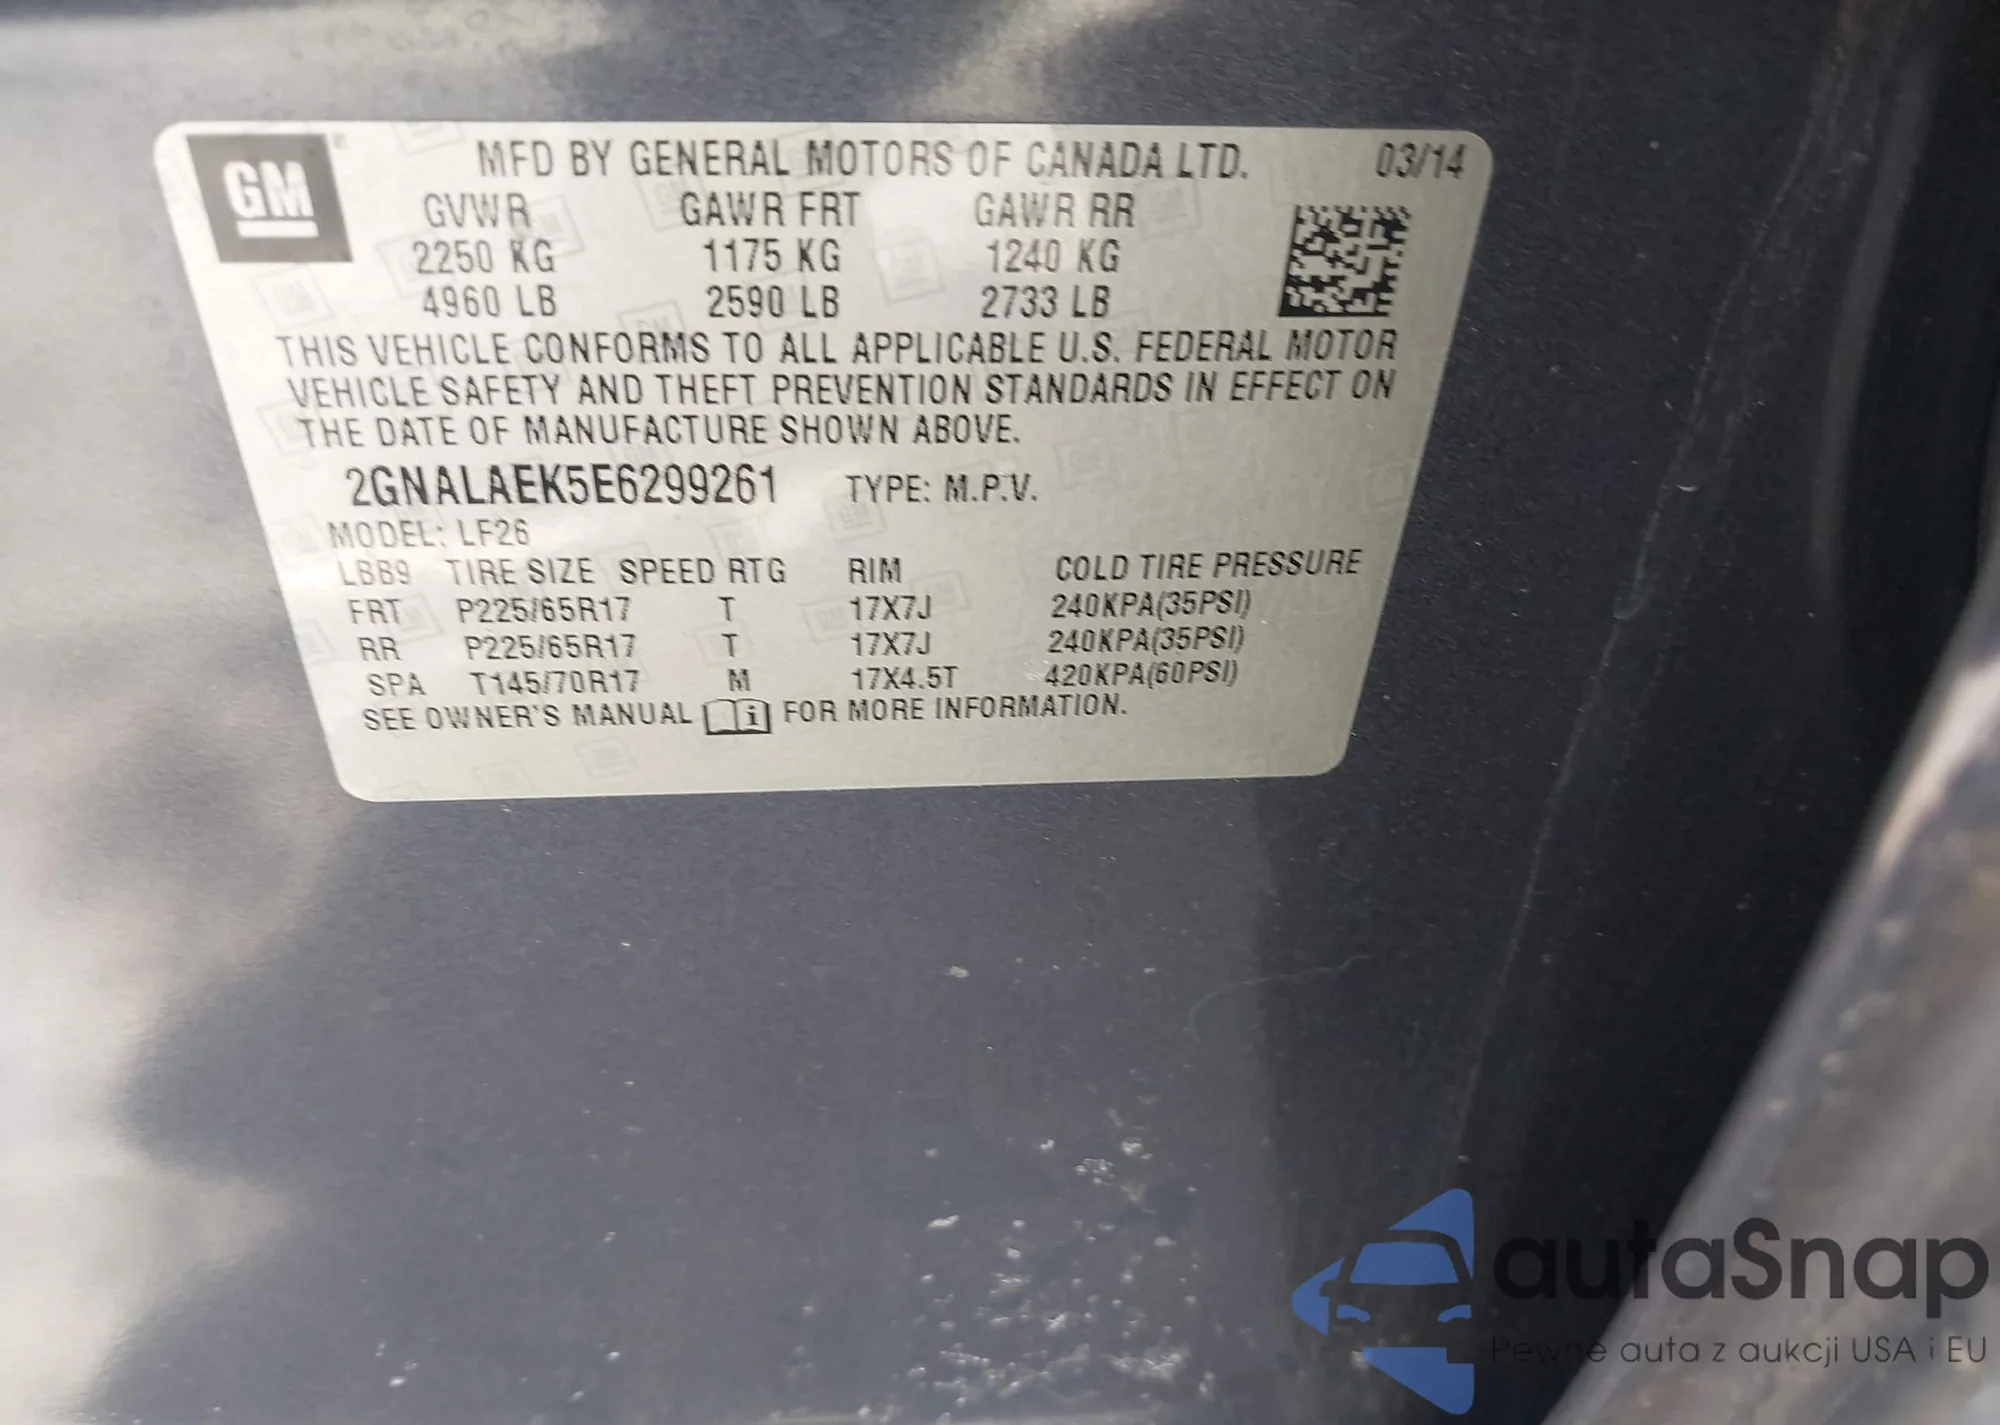 GM
MFD BY GENERAL MOTORS OF CANADA LTD. 03/14
GVWR GAWR FRT GAWR RR
2250 KG 1175 KG 1240 KG
4960 LB 2590 LB 2733 LB
THIS VEHICLE CONFORMS TO ALL APPLICABLE U.S. FEDERAL MOTOR
VEHICLE SAFETY AND THEFT PREVENTION STANDARDS IN EFFECT ON
THE DATE OF MANUFACTURE SHOWN ABOVE.
2GNALAEK5E6299261 TYPE: M.P.V.
MODEL: LF26
LBB9 TIRE SIZE SPEED RTG RIM COLD TIRE PRESSURE
FRT P225/65R17 T 17X7J 240KPA(35PSI)
RR P225/65R17 T 17X7J 240KPA(35PSI)
SPA T145/70R17 M 17X4.5T 420KPA(60PSI)
SEE OWNER'S MANUAL i FOR MORE INFORMATION.
autaSnap
Pewne auta z aukcji USA i EU